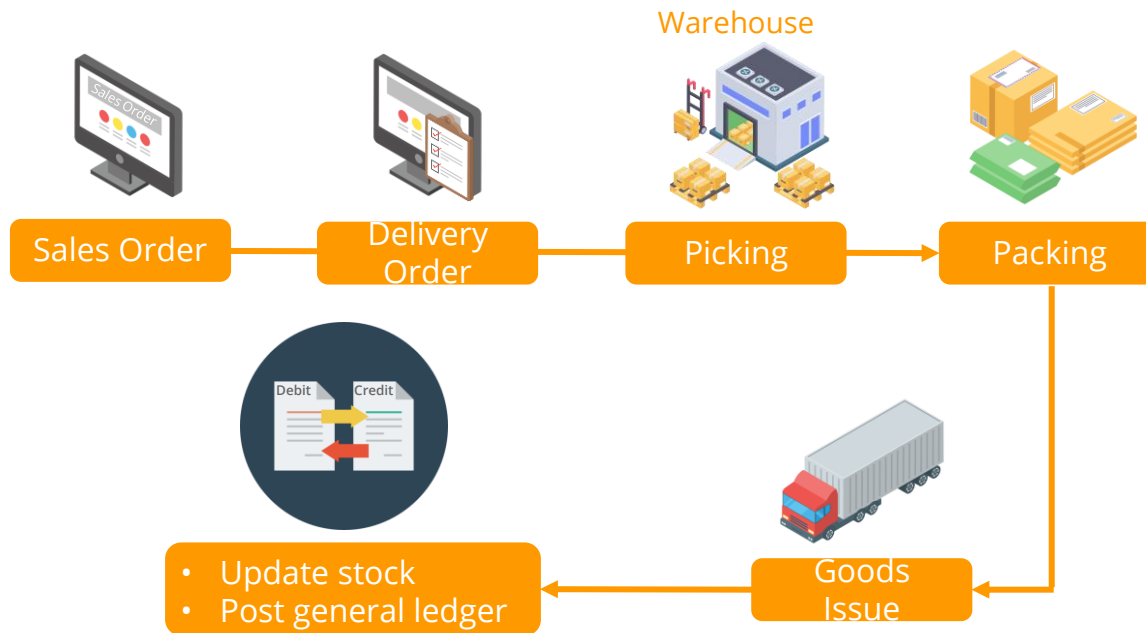 Warehouse
Sales Order
Sales Order
Delivery
Order
Picking
Packing
Debit
Credit
• Update stock
• Post general ledger
Goods
Issue